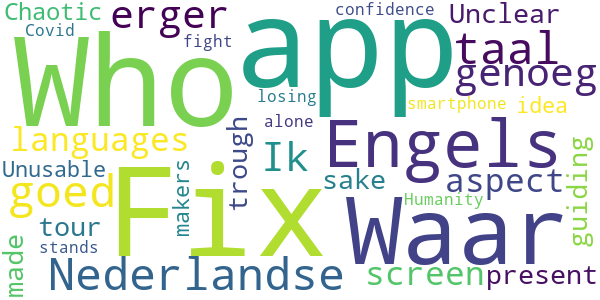 Chaotic
Covid
erger
confidence
Unclear
fight
Who
app
taal
genoeg
losing
smartphone
idea
alone
languages
Unusable
Ik
Engels
goed
Fix
trough
makers
sake
aspect
guiding
Humanity
Waar
tour
stands
made
Nederlandse
screen
present